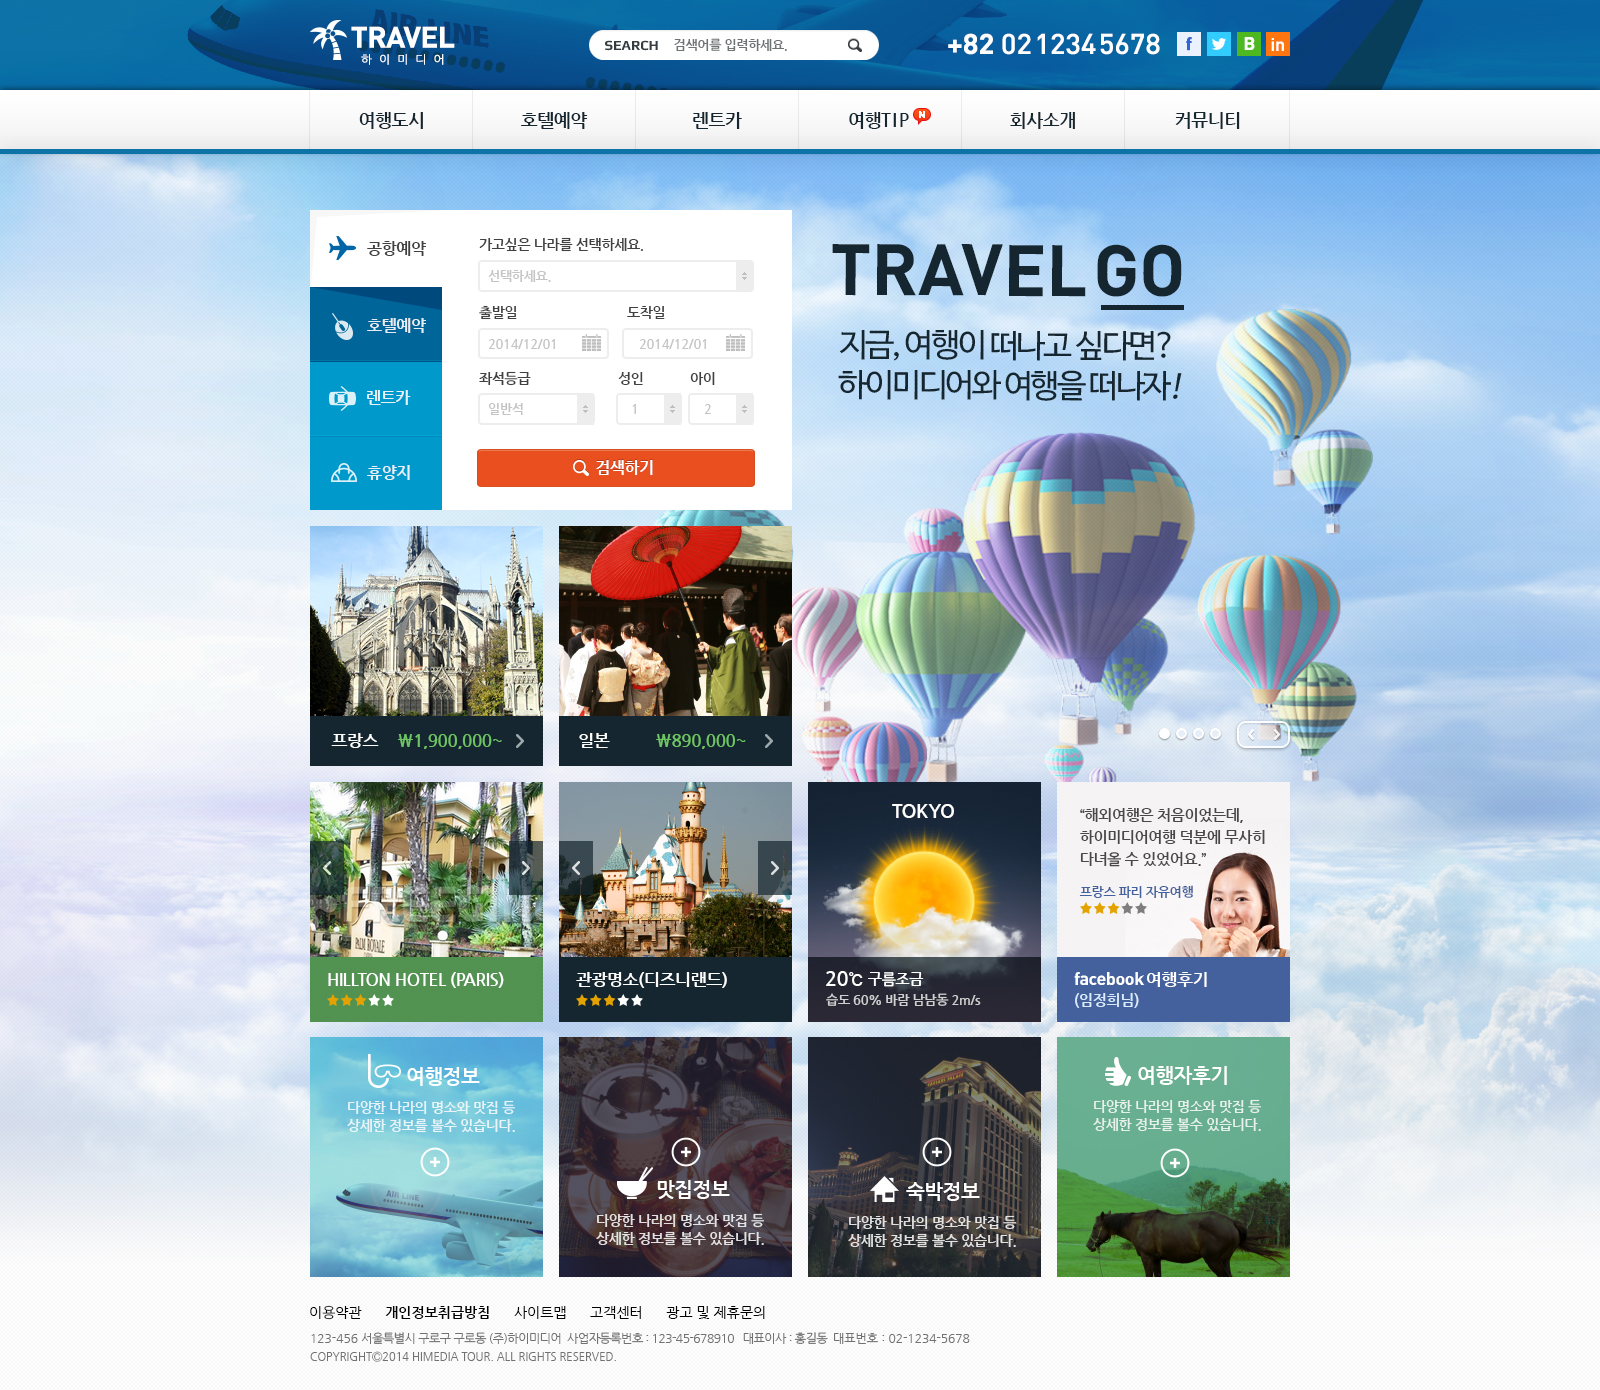 AIR LINE
TRAVEL
하이미디어
SEARCH 검색어를 입력하세요.
+82 02 1234 5678
f B in
여행도시 호텔예약 렌트카 여행TIP N 회사소개 커뮤니티
공항예약
호텔예약
렌트카
휴양지
가고싶은 나라를 선택하세요.
선택하세요.
출발일 도착일
2014/12/01 2014/12/01
좌석등급 성인 아이
일반석 1 2
검색하기
TRAVEL GO
지금, 여행이 떠나고 싶다면?
하이미디어와 여행을 떠나자!
프랑스 ₩1,900,000~
일본 ₩890,000~
PALM ROYALE
HILLTON HOTEL (PARIS)
관광명소(디즈니랜드)
TOKYO
20℃ 구름조금
습도 60% 바람 남남동 2m/s
“해외여행은 처음이었는데,
하이미디어여행 덕분에 무사히
다녀올 수 있었어요.”
프랑스 파리 자유여행
facebook 여행후기
(임정희님)
여행정보
다양한 나라의 명소와 맛집 등
상세한 정보를 볼수 있습니다.
AIR LINE
맛집정보
다양한 나라의 명소와 맛집 등
상세한 정보를 볼수 있습니다.
숙박정보
다양한 나라의 명소와 맛집 등
상세한 정보를 볼수 있습니다.
여행자후기
다양한 나라의 명소와 맛집 등
상세한 정보를 볼수 있습니다.
이용약관 개인정보취급방침 사이트맵 고객센터 광고 및 제휴문의
123-456 서울특별시 구로구 구로동 (주)하이미디어 사업자등록번호 : 123-45-678910 대표이사 : 홍길동 대표번호 : 02-1234-5678
COPYRIGHT©2014 HIMEDIA TOUR. ALL RIGHTS RESERVED.